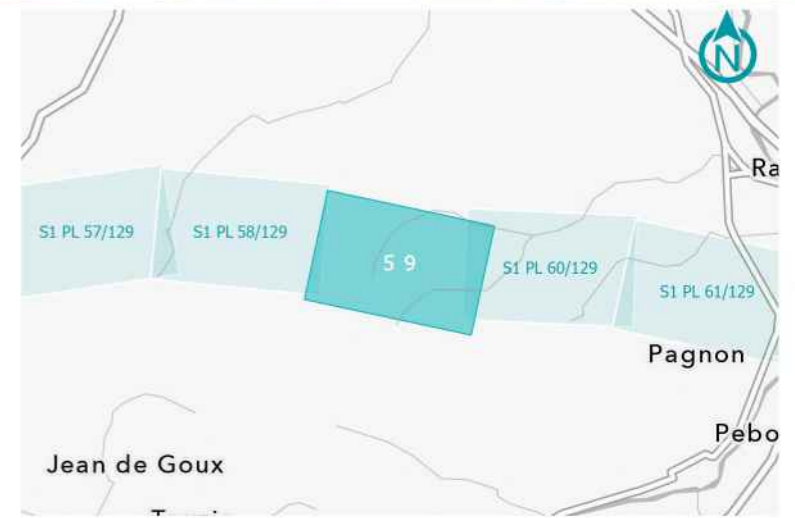 N
Ra
S1 PL 57/129
S1 PL 58/129
5 9
S1 PL 60/129
S1 PL 61/129
Pagnon
Pebo
Jean de Goux